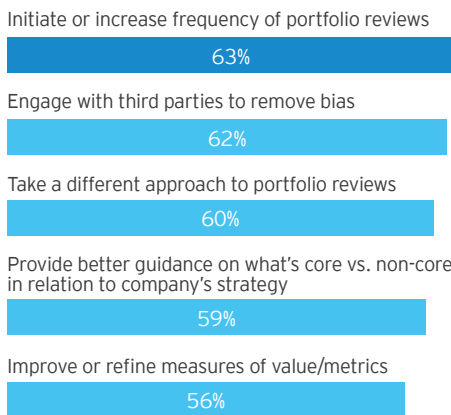 Initiate or increase frequency of portfolio reviews
63%
Engage with third parties to remove bias
62%
Take a different approach to portfolio reviews
60%
Provide better guidance on what's core vs. non-core
in relation to company's strategy
59%
Improve or refine measures of value/metrics
56%